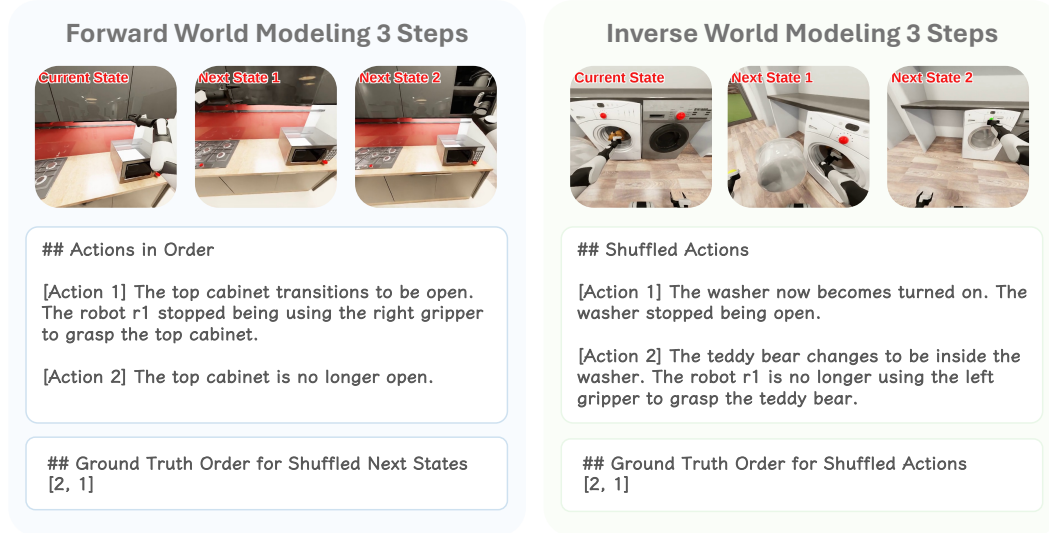 Forward World Modeling 3 Steps
Current State
Next State 1
Next State 2
## Actions in Order
[Action 1] The top cabinet transitions to be open.
The robot r1 stopped being using the right gripper
to grasp the top cabinet.
[Action 2] The top cabinet is no longer open.
## Ground Truth Order for Shuffled Next States
[2, 1]
Inverse World Modeling 3 Steps
Current State
Next State 1
Next State 2
## Shuffled Actions
[Action 1] The washer now becomes turned on. The
washer stopped being open.
[Action 2] The teddy bear changes to be inside the
washer. The robot r1 is no longer using the left
gripper to grasp the teddy bear.
## Ground Truth Order for Shuffled Actions
[2, 1]